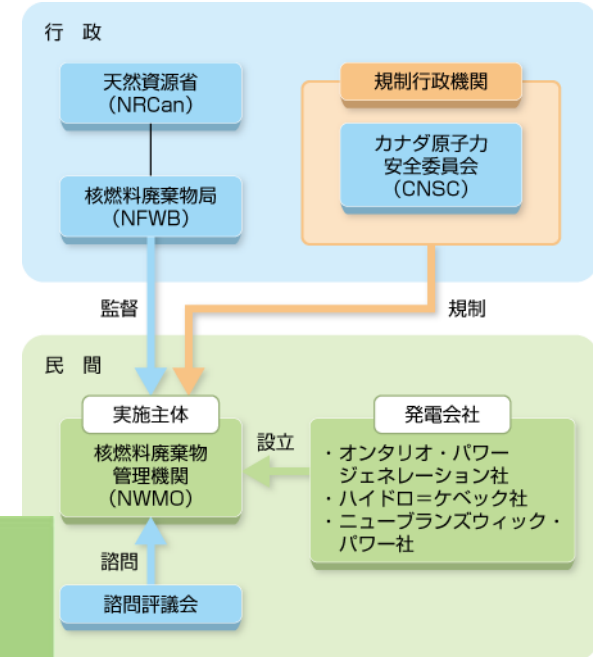 行 政
天然資源省
（NRCan）
規制行政機関
カナダ原子力
安全委員会
（CNSC）
核燃料廃棄物局
（NFWB）
監督
規制
民 間
実施主体
核燃料廃棄物
管理機関
（NWMO）
設立
発電会社
・オンタリオ・パワー
ジェネレーション社
・ハイドロ＝ケベック社
・ニューブランズウィック・
パワー社
諮問
諮問評議会